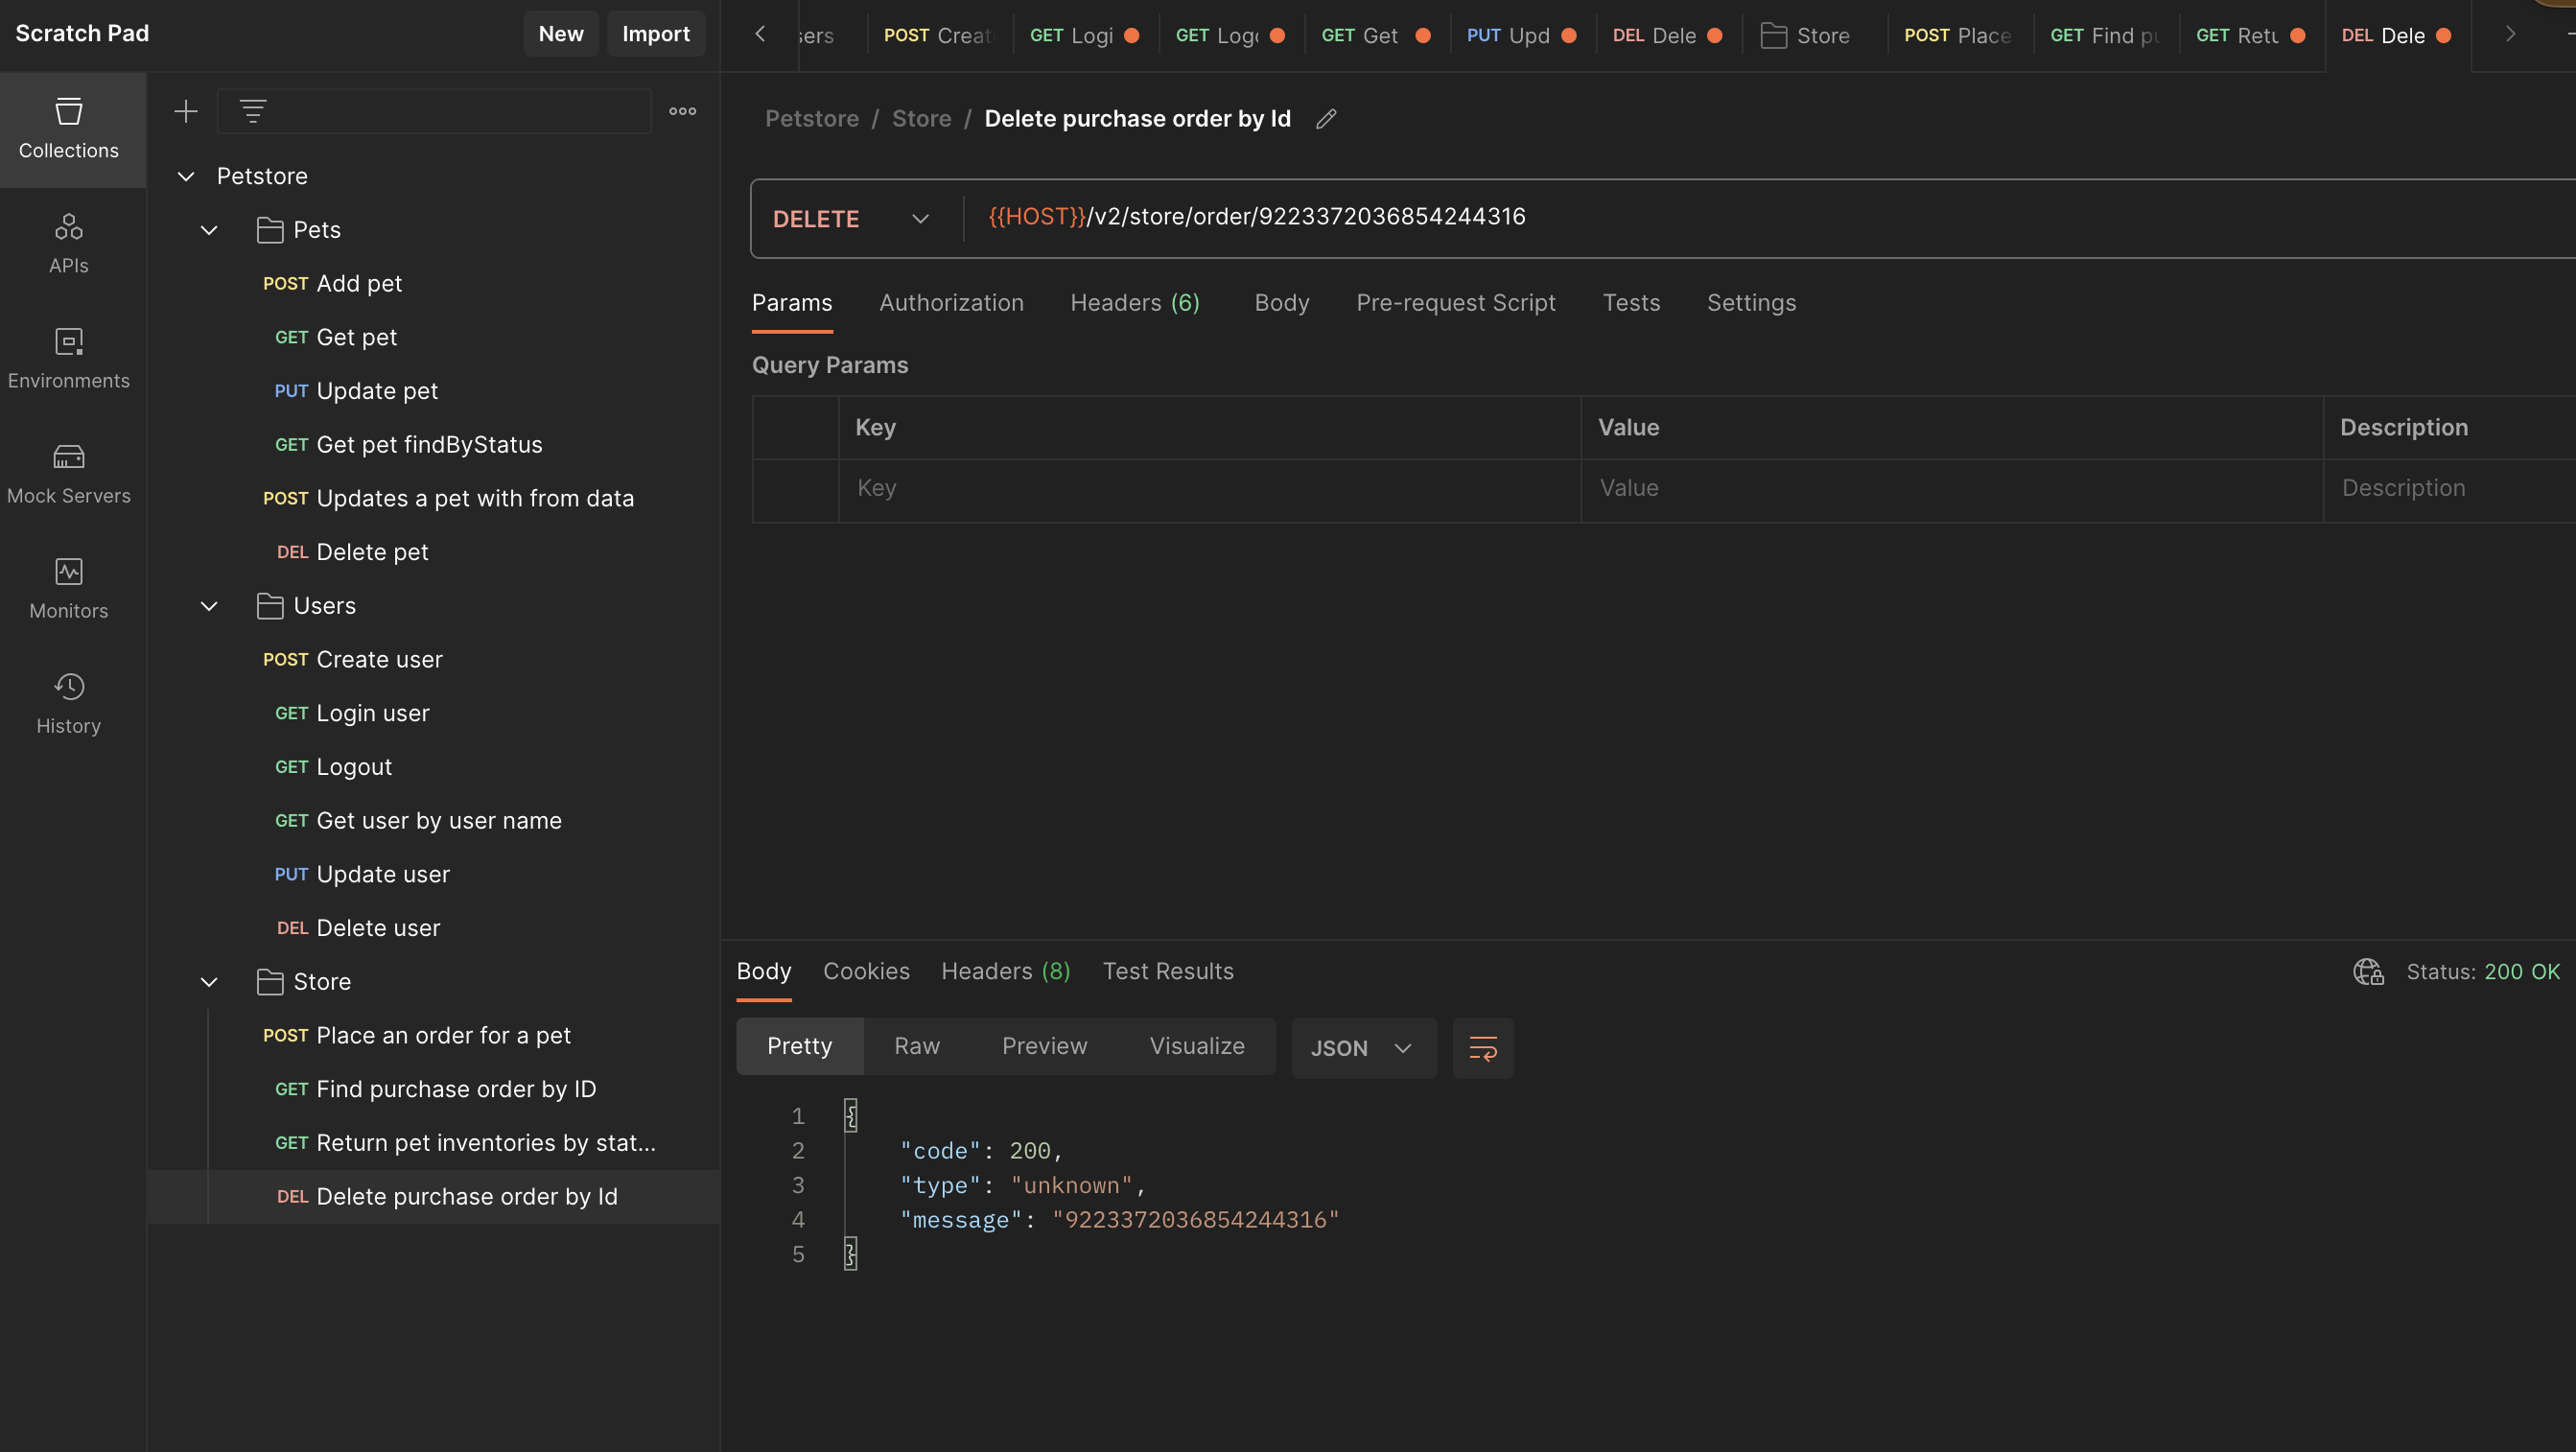 Scratch Pad
New
Import
POST Creat
GET Logi
GET Log
GET Get
PUT Upd
DEL Dele
Store
POST Place
GET Find
GET Retu
DEL Dele
Collections
APIs
Environments
Mock Servers
Monitors
History
Petstore
Pets
POST Add pet
GET Get pet
PUT Update pet
GET Get pet findByStatus
POST Updates a pet with from data
DEL Delete pet
Users
POST Create user
GET Login user
GET Logout
GET Get user by user name
PUT Update user
DEL Delete user
Store
POST Place an order for a pet
GET Find purchase order by ID
GET Return pet inventories by stat...
DEL Delete purchase order by Id
Petstore / Store / Delete purchase order by Id
DELETE
{{HOST}}/v2/store/order/9223372036854244316
Params Authorization Headers (6) Body Pre-request Script Tests Settings
Query Params
Key Value Description
Key Value Description
Body Cookies Headers (8) Test Results
Status: 200 OK
Pretty Raw Preview Visualize JSON
1 {
2 "code": 200,
3 "type": "unknown",
4 "message": "9223372036854244316"
5 }